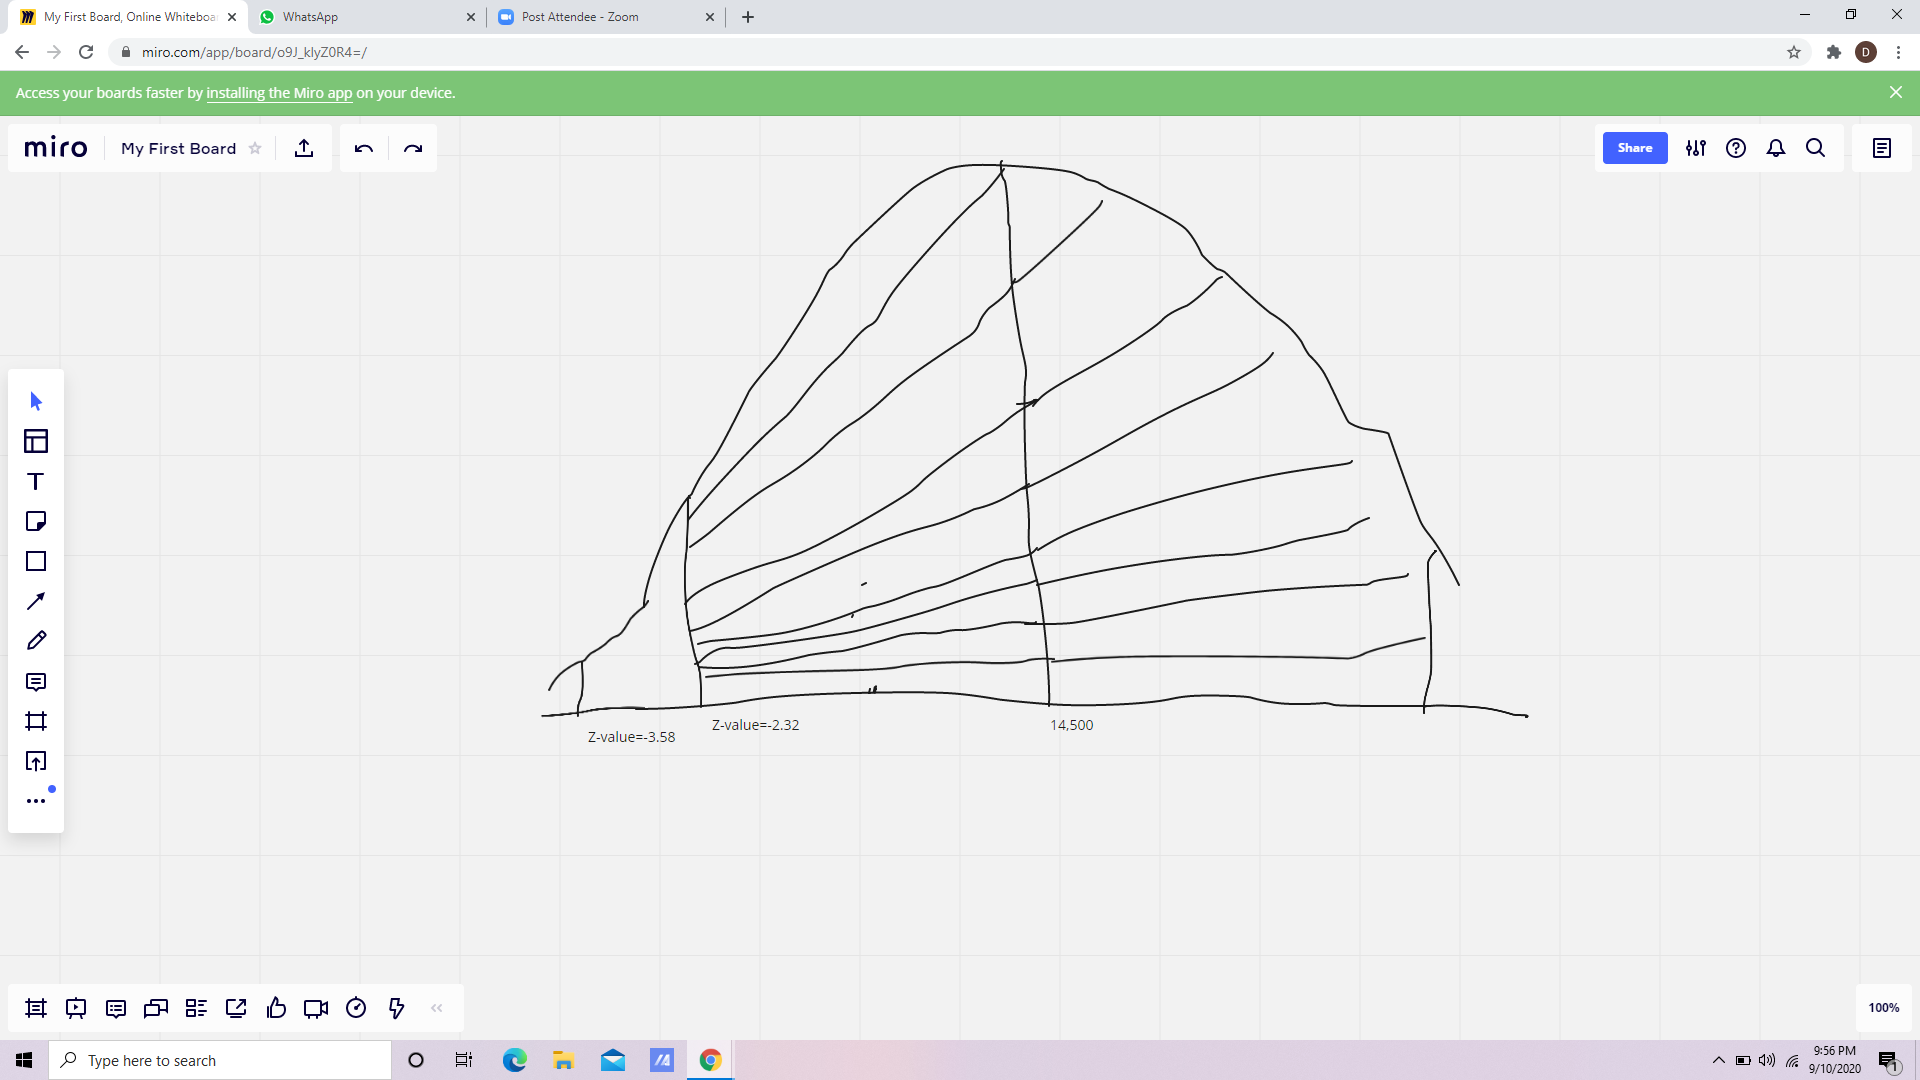 My First Board, Online Whiteboa
WhatsApp
Post Attendee - Zoom
miro.com/app/board/o9J_klyZ0R4=/
D
Access your boards faster by installing the Miro app on your device.
miro
My First Board
Share
T
Z-value=-3.58
Z-value=-2.32
14,500
100%
Type here to search
9:56 PM
9/10/2020
1